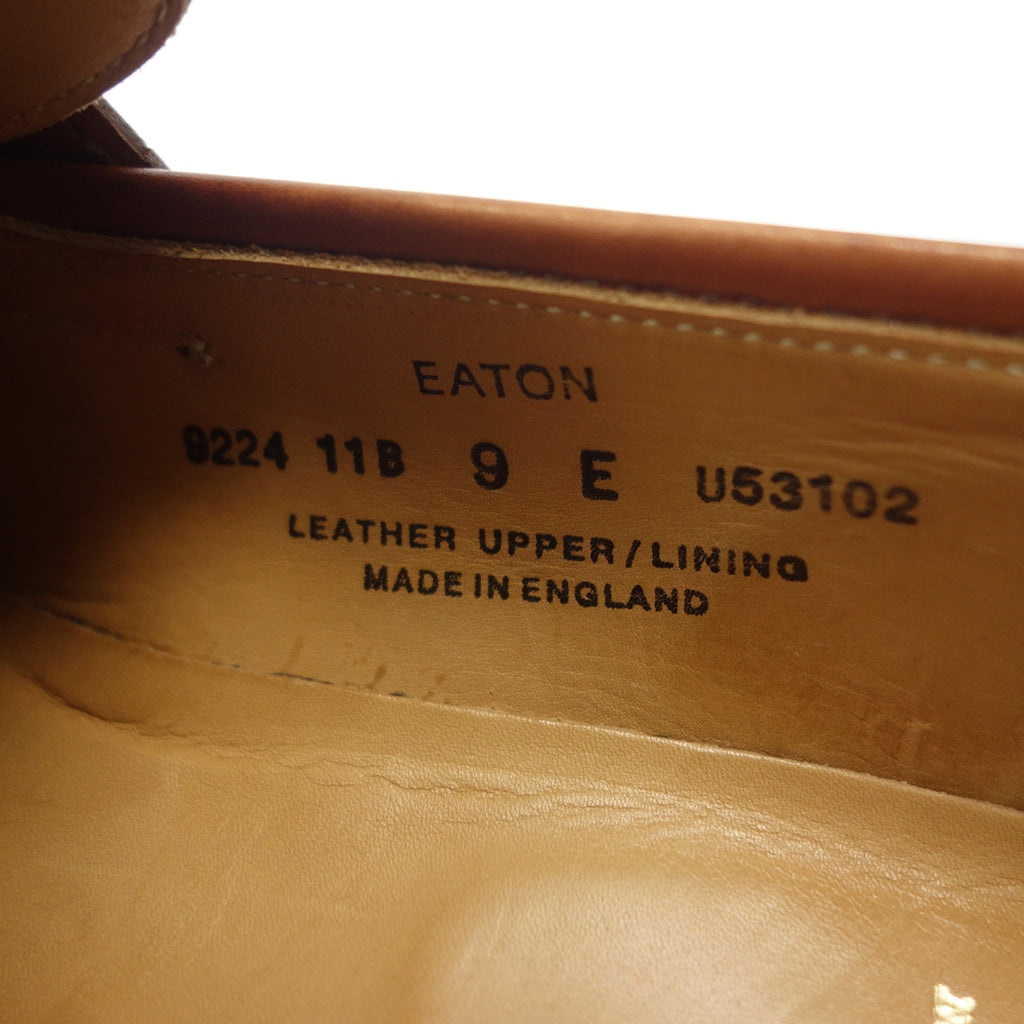 EATON
9224 11B 9 E U53102
LEATHER UPPER/LINING
MADE IN ENGLAND